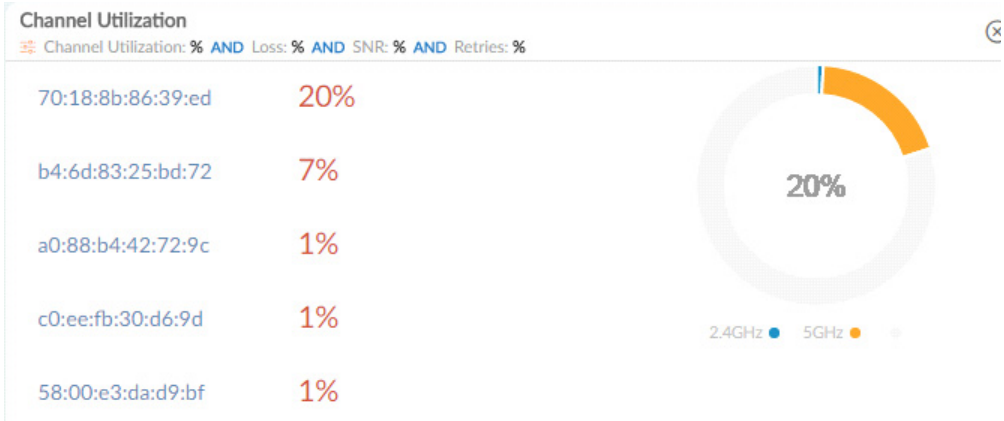 Channel Utilization
Channel Utilization: % AND Loss: % AND SNR: % AND Retries: %
70:18:8b:86:39:ed 20%
b4:6d:83:25:bd:72 7%
20%
a0:88:b4:42:72:9c 1%
c0:ee:fb:30:d6:9d 1%
2.4GHz 5GHz
58:00:e3:da:d9:bf 1%